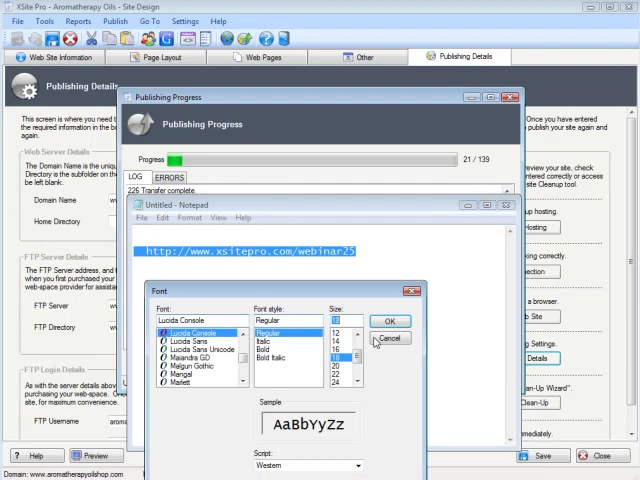 XSite Pro - Aromatherapy Oils - Site Design
File Tools Reports Publish Go To Settings Help
Web Site Information Page Layout Web Pages Other Publishing Details
Publishing Details
This screen is where you need t
the required information in the b
again.
Once you have entered
publish your site again and
Web Server Details
The Domain Name is the uniqu
Directory is the subfolder on the
be left blank.
Domain Name
Home Directory
FTP Server Details
The FTP Server address, and t
when you first purchased your
web-space provider for assista
FTP Server
FTP Directory
FTP Login Details
As with the server details above
purchasing your web-space. Th
site, for maximum convenience.
FTP Username aroma
review your site, check
entered correctly or access
te Cleanup tool.
up hosting.
Hosting
king correctly.
nection
a browser.
b Site
ng Settings.
Details
an-Up Wizard".
Clean-Up
mmediately.
Publishing Progress
Publishing Progress
Progress 21 / 139
LOG ERRORS
226 Transfer complete.
Untitled - Notepad
File Edit Format View Help
http://www.xsitepro.com/webinar25
Font
Font: Font style: Size:
Lucida Console Regular 18
Lucida Console Regular 12
Lucida Sans Italic 14
Lucida Sans Unicode Bold 16
Maiandra GD Bold Italic 18
Malgun Gothic 20
Mangal 22
Marlett 24
OK
Cancel
Sample
AaBbYyZz
Script:
Western
? Help Preview Save Close
Domain: www.aromatherapyoilshop.com